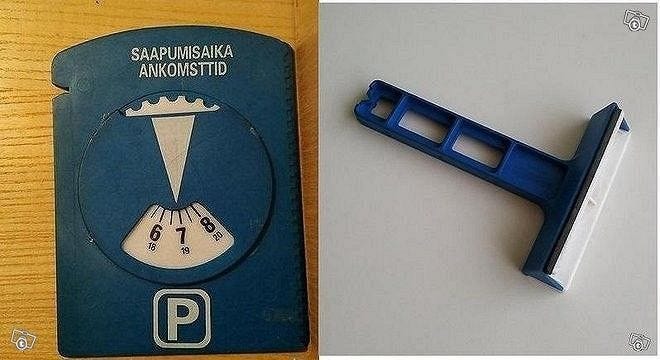 SAAPUMISAIKA
ANKOMSTTID
6 7 8
18 19 20
P